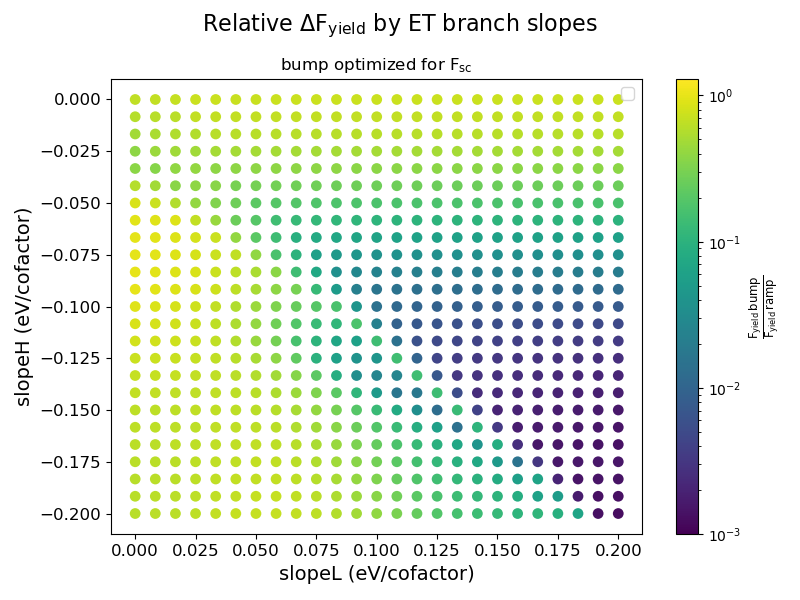 Relative ΔF_yield by ET branch slopes
bump optimized for F_sc
slopeH (eV/cofactor)
0.000
−0.025
−0.050
−0.075
−0.100
−0.125
−0.150
−0.175
−0.200
0.000 0.025 0.050 0.075 0.100 0.125 0.150 0.175 0.200
slopeL (eV/cofactor)
10^0
10^−1
10^−2
10^−3
F_yield bump
F_yield ramp